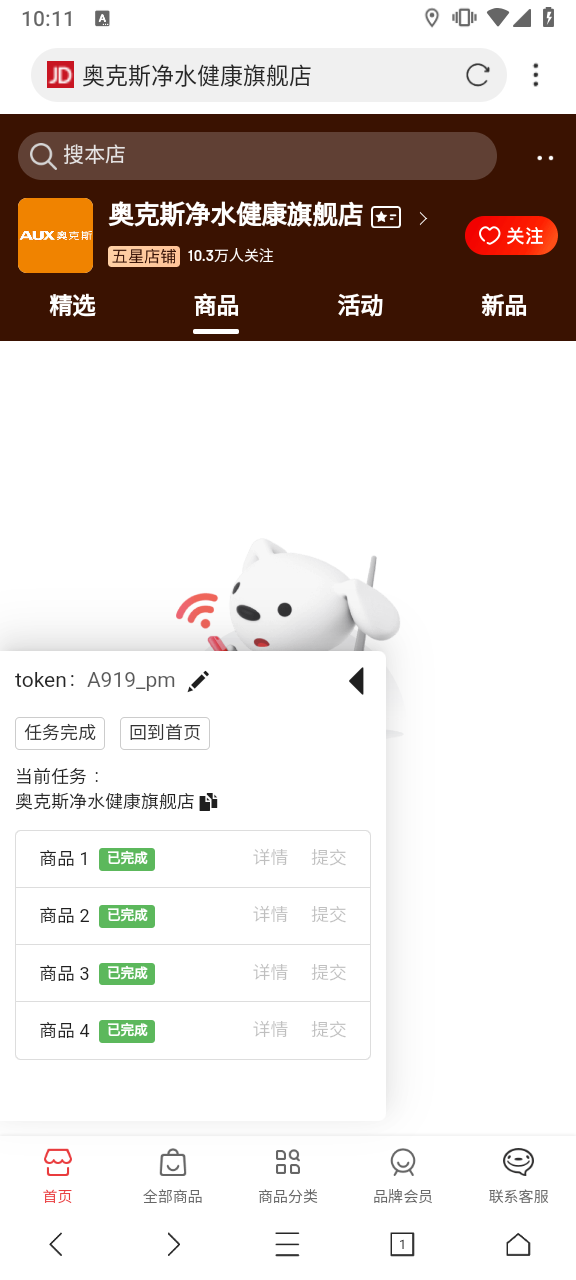 10:11
A
JD 奥克斯净水健康旗舰店
搜本店
AUX 奥克斯
奥克斯净水健康旗舰店
五星店铺 10.3万人关注
关注
精选 商品 活动 新品
token: A919_pm
任务完成 回到首页
当前任务：
奥克斯净水健康旗舰店
商品 1 已完成 详情 提交
商品 2 已完成 详情 提交
商品 3 已完成 详情 提交
商品 4 已完成 详情 提交
首页 全部商品 商品分类 品牌会员 联系客服
1